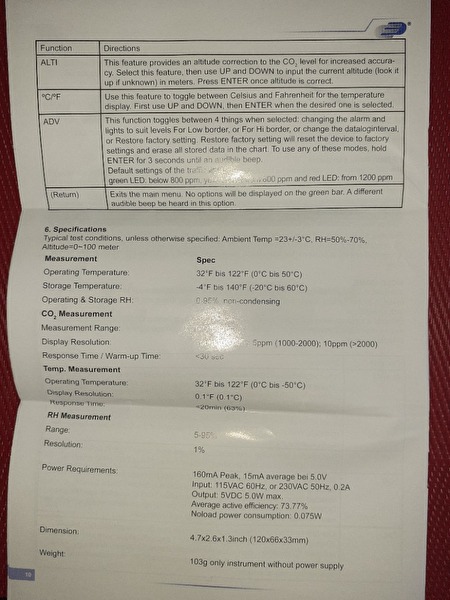 Function Directions
ALTI This feature provides an altitude correction to the CO2 level for increased accura-
cy. Select this feature, then use UP and DOWN to input the current altitude (look it
up if unknown) in meters. Press ENTER once altitude is correct.
ºC/ºF Use this feature to toggle between Celsius and Fahrenheit for the temperature
display. First use UP and DOWN, then ENTER when the desired one is selected.
ADV This function toggles between 4 things when selected: changing the alarm and
lights to suit levels For Low border, or For Hi border, or change the dataloginterval,
or Restore factory setting. Restore factory setting will reset the device to factory
settings and erase all stored data in the chart. To use any of these modes, hold
ENTER for 3 seconds until an audible beep.
Default settings of the
green LED: below 800 ppm, 800 ppm and red LED: from 1200 ppm
(Return) Exits the main menu. No options will be displayed on the green bar. A different
audible beep be heard in this option.
6. Specifications
Typical test conditions, unless otherwise specified: Ambient Temp =23+/-3°C, RH=50%-70%,
Altitude=0~100 meter
Measurement Spec
Operating Temperature: 32°F bis 122°F (0°C bis 50°C)
Storage Temperature: -4°F bis 140°F (-20°C bis 60°C)
Operating & Storage RH: 0-95%, non-condensing
CO2 Measurement
Measurement Range:
Display Resolution: 5ppm (1000-2000); 10ppm (>2000)
Response Time / Warm-up Time: <30 sec
Temp. Measurement
Operating Temperature: 32°F bis 122°F (0°C bis -50°C)
Display Resolution: 0.1°F (0.1°C)
Response Time: <20min (63%)
RH Measurement
Range: 5-95%
Resolution: 1%
Power Requirements: 160mA Peak, 15mA average bei 5.0V
Input: 115VAC 60Hz, or 230VAC 50Hz, 0.2A
Output: 5VDC 5.0W max.
Average active efficiency: 73.77%
Noload power consumption: 0.075W
Dimension: 4.7x2.6x1.3inch (120x66x33mm)
Weight: 103g only instrument without power supply